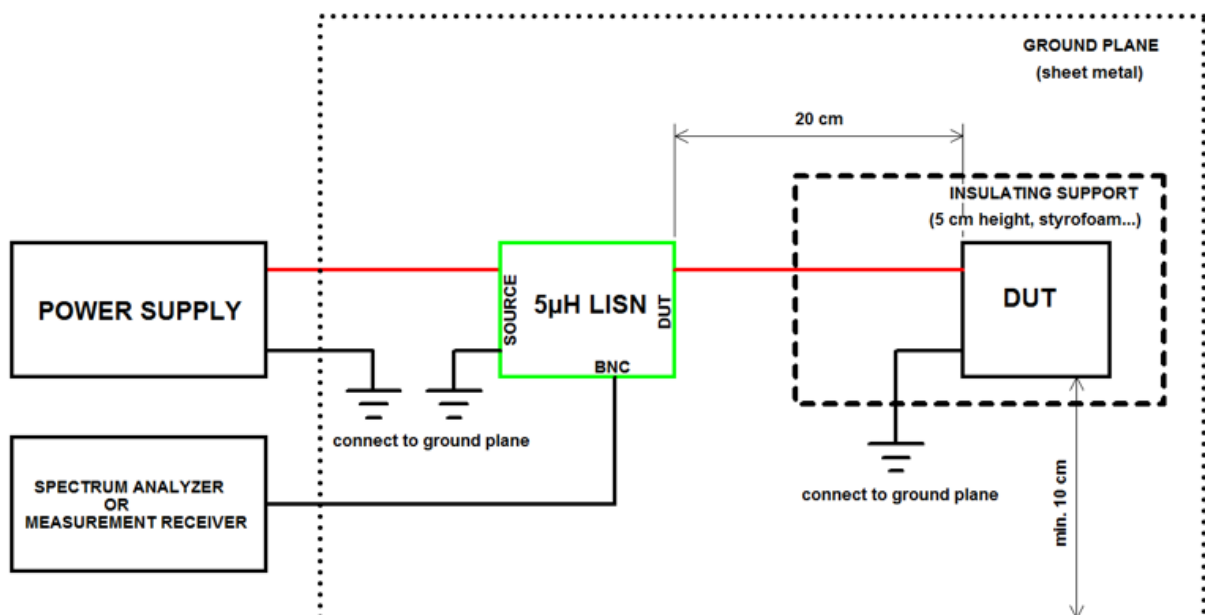 GROUND PLANE
(sheet metal)
20 cm
INSULATING SUPPORT
(5 cm height, styrofoam...)
POWER SUPPLY
SOURCE
5µH LISN
DUT
BNC
DUT
connect to ground plane
SPECTRUM ANALYZER
OR
MEASUREMENT RECEIVER
connect to ground plane
min. 10 cm